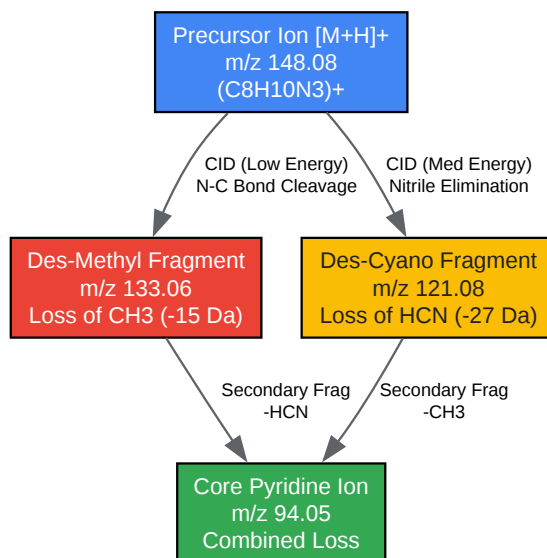 Precursor Ion [M+H]+
m/z 148.08
(C8H10N3)+
CID (Low Energy)
N-C Bond Cleavage
CID (Med Energy)
Nitrile Elimination
Des-Methyl Fragment
m/z 133.06
Loss of CH3 (-15 Da)
Des-Cyano Fragment
m/z 121.08
Loss of HCN (-27 Da)
Secondary Frag
-HCN
Secondary Frag
-CH3
Core Pyridine Ion
m/z 94.05
Combined Loss